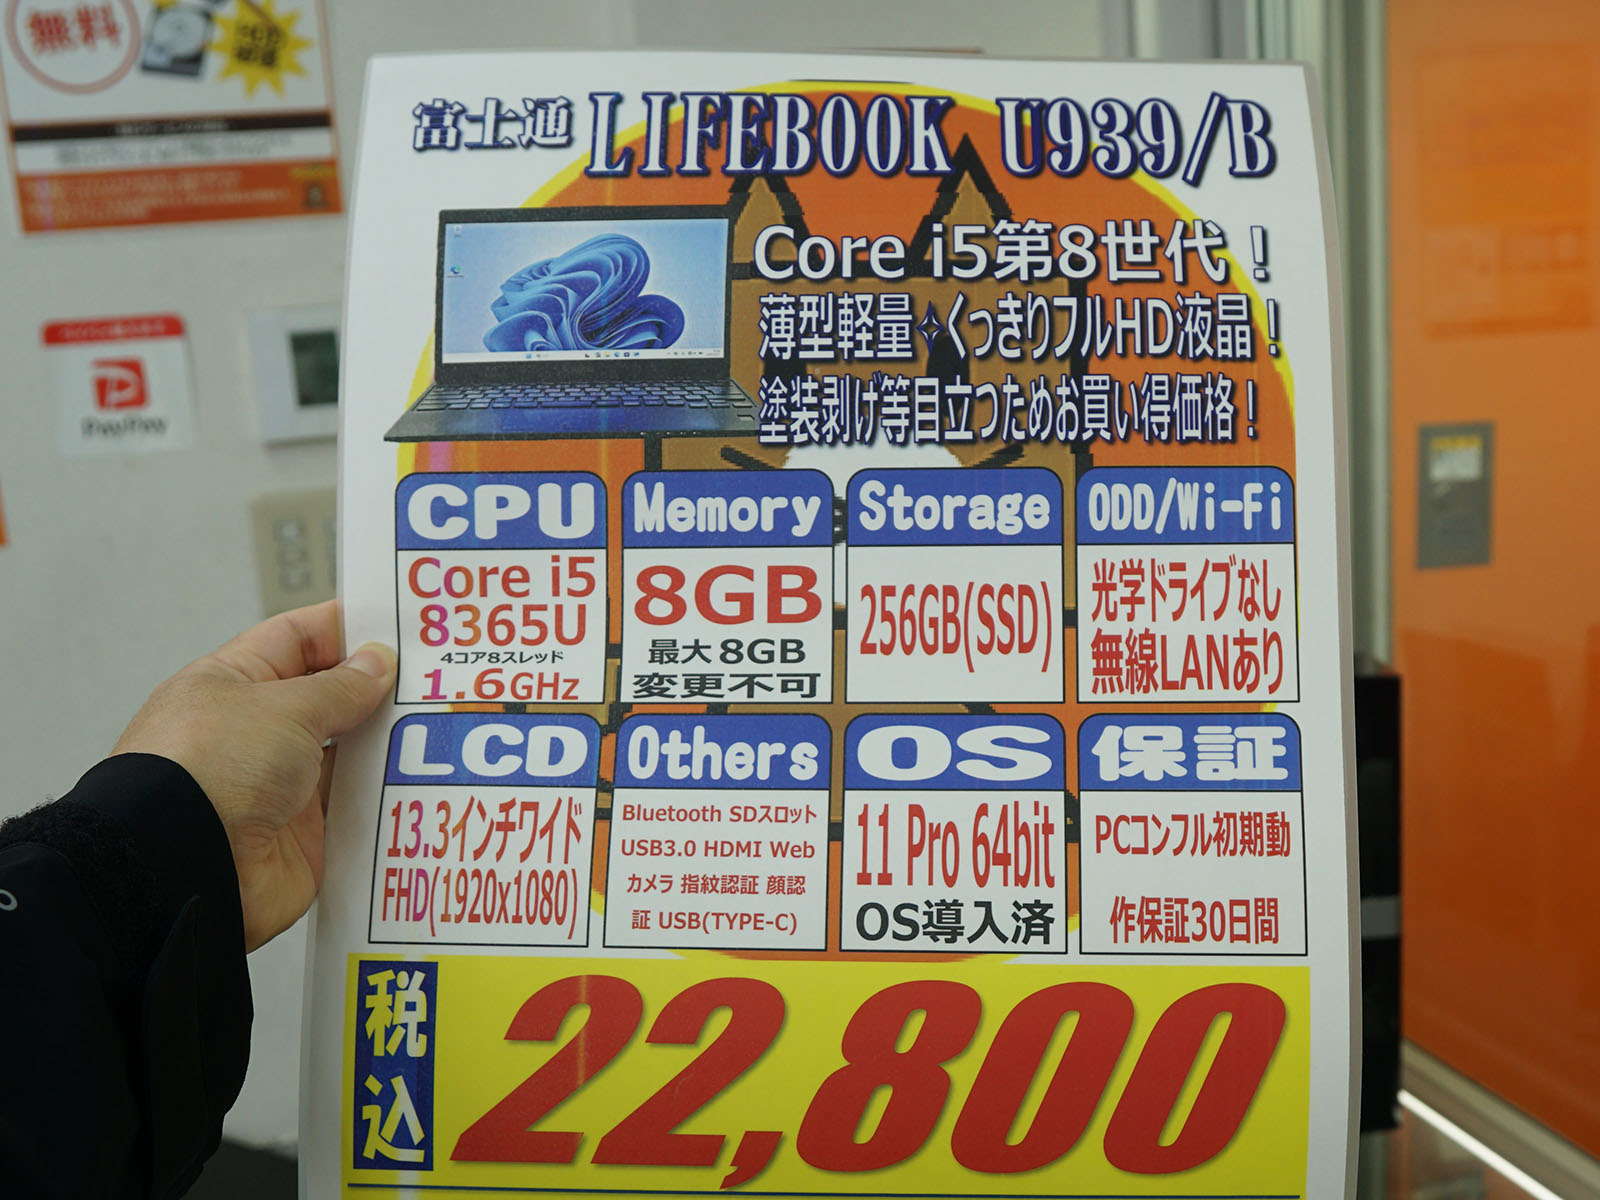 無料
PayPay
富士通 LIFEBOOK U939/B
Core i5第8世代！
薄型軽量✧くっきりフルHD液晶！
塗装剥げ等目立つためお買い得価格！
CPU
Core i5
8365U
4コア8スレッド
1.6GHz
Memory
8GB
最大 8GB
変更不可
Storage
256GB(SSD)
ODD/Wi-Fi
光学ドライブなし
無線LANあり
LCD
13.3インチワイド
FHD(1920x1080)
Others
Bluetooth SDスロット
USB3.0 HDMI Web
カメラ 指紋認証 顔認
証 USB(TYPE-C)
OS
11 Pro 64bit
OS導入済
保証
PCコンフル初期動
作保証30日間
税込
22,800